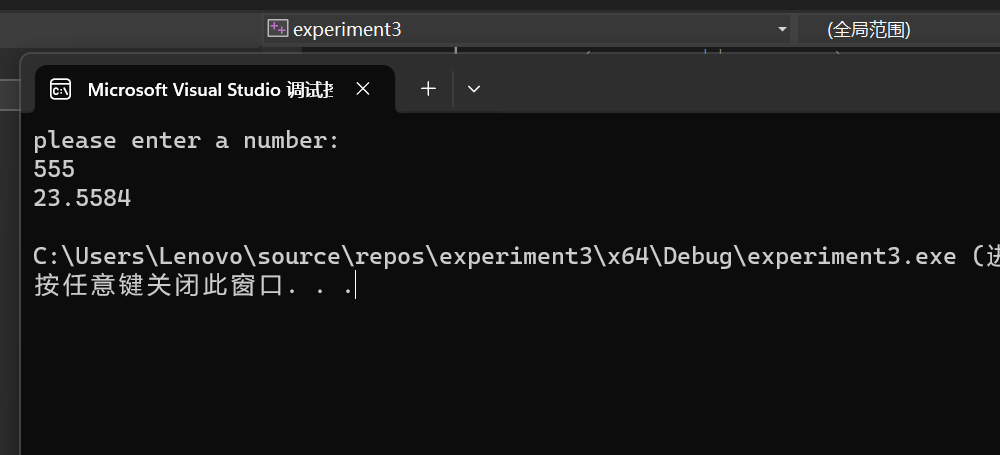 experiment3
(全局范围)
Microsoft Visual Studio 调试
please enter a number:
555
23.5584
C:\Users\Lenovo\source\repos\experiment3\x64\Debug\experiment3.exe (进
按任意键关闭此窗口. . .